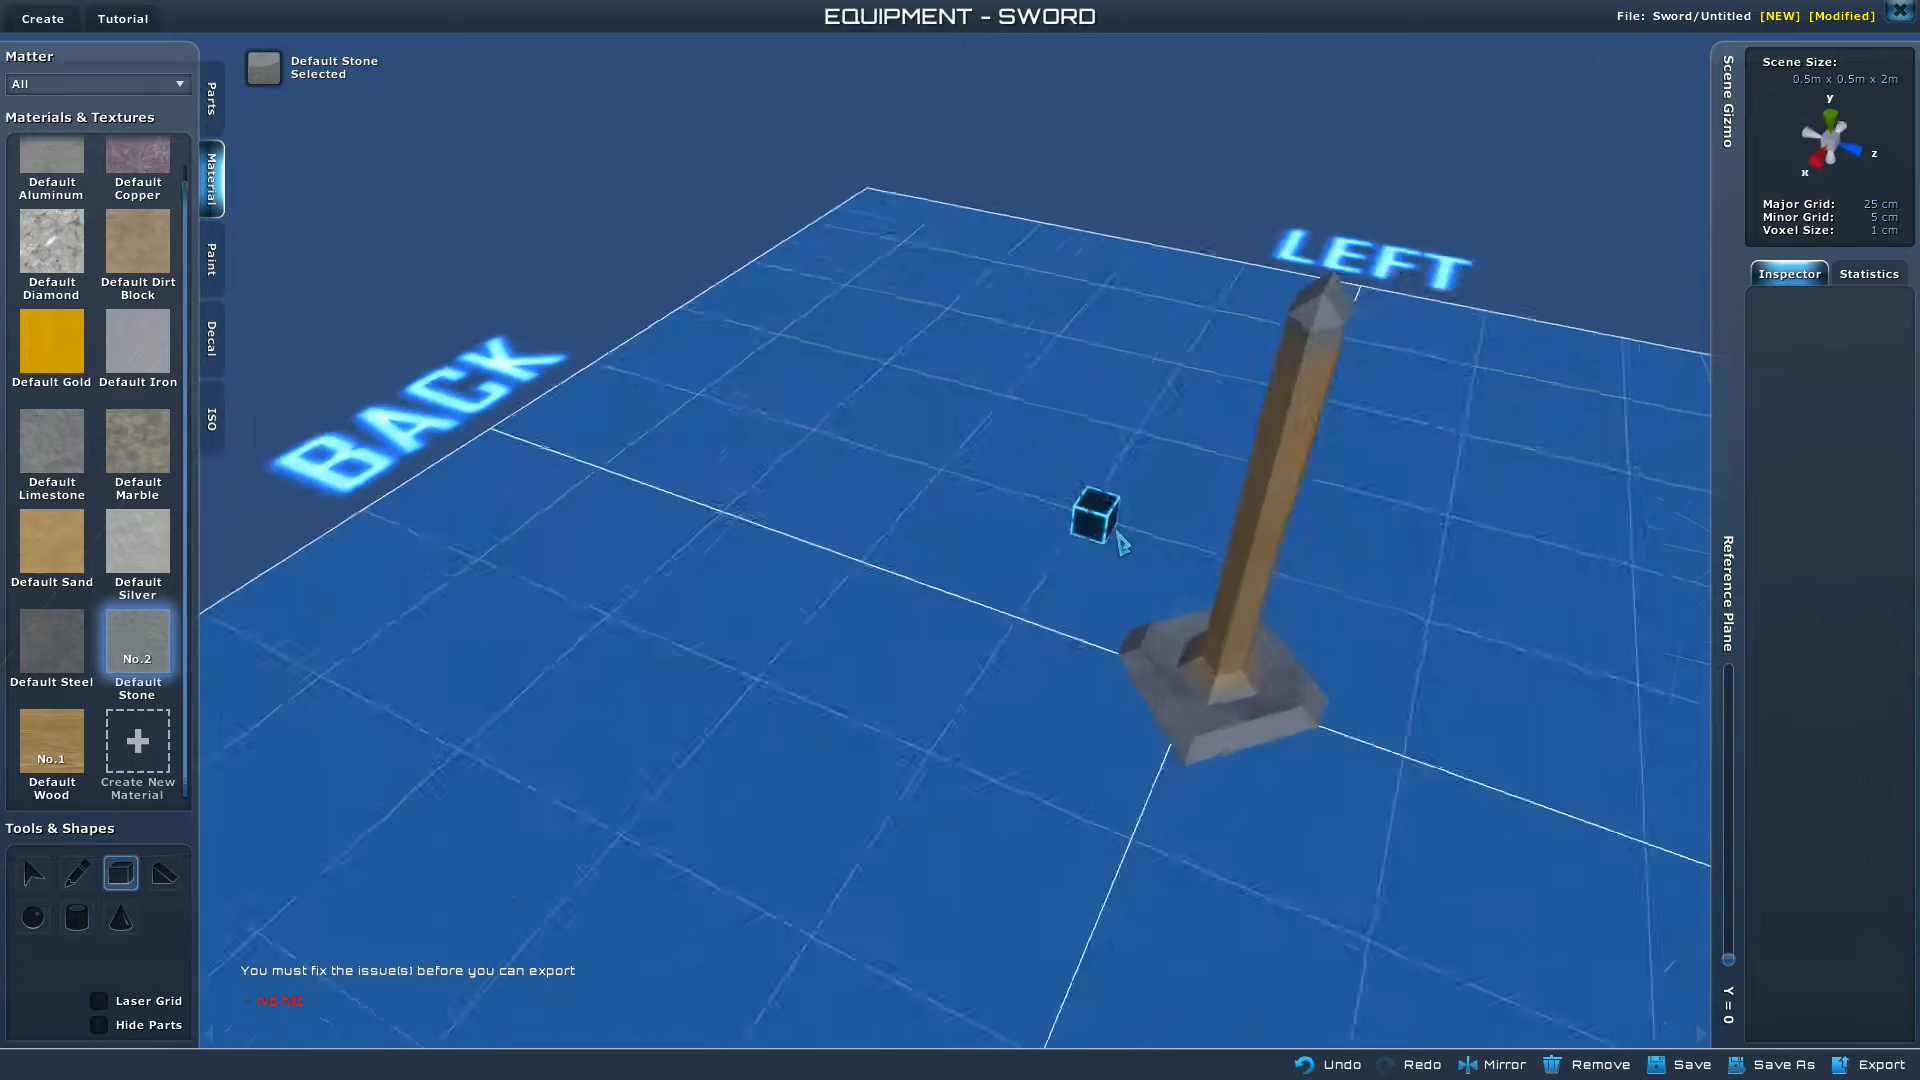 Create
Tutorial
EQUIPMENT - SWORD
File: Sword/Untitled [NEW] [Modified]
Matter
All
Materials & Textures
Default Aluminum
Default Copper
Default Diamond
Default Dirt Block
Default Gold
Default Iron
Default Limestone
Default Marble
Default Sand
Default Silver
Default Steel
No.2
Default Stone
No.1
Default Wood
Create New Material
Tools & Shapes
Laser Grid
Hide Parts
Parts
Material
Paint
Decal
ISO
Default Stone
Selected
BACK
LEFT
You must fix the issue(s) before you can export
- No hilt
Scene Gizmo
Reference Plane
Y = 0
Scene Size:
0.5m x 0.5m x 2m
y
z
x
Major Grid: 25 cm
Minor Grid: 5 cm
Voxel Size: 1 cm
Inspector
Statistics
Undo
Redo
Mirror
Remove
Save
Save As
Export